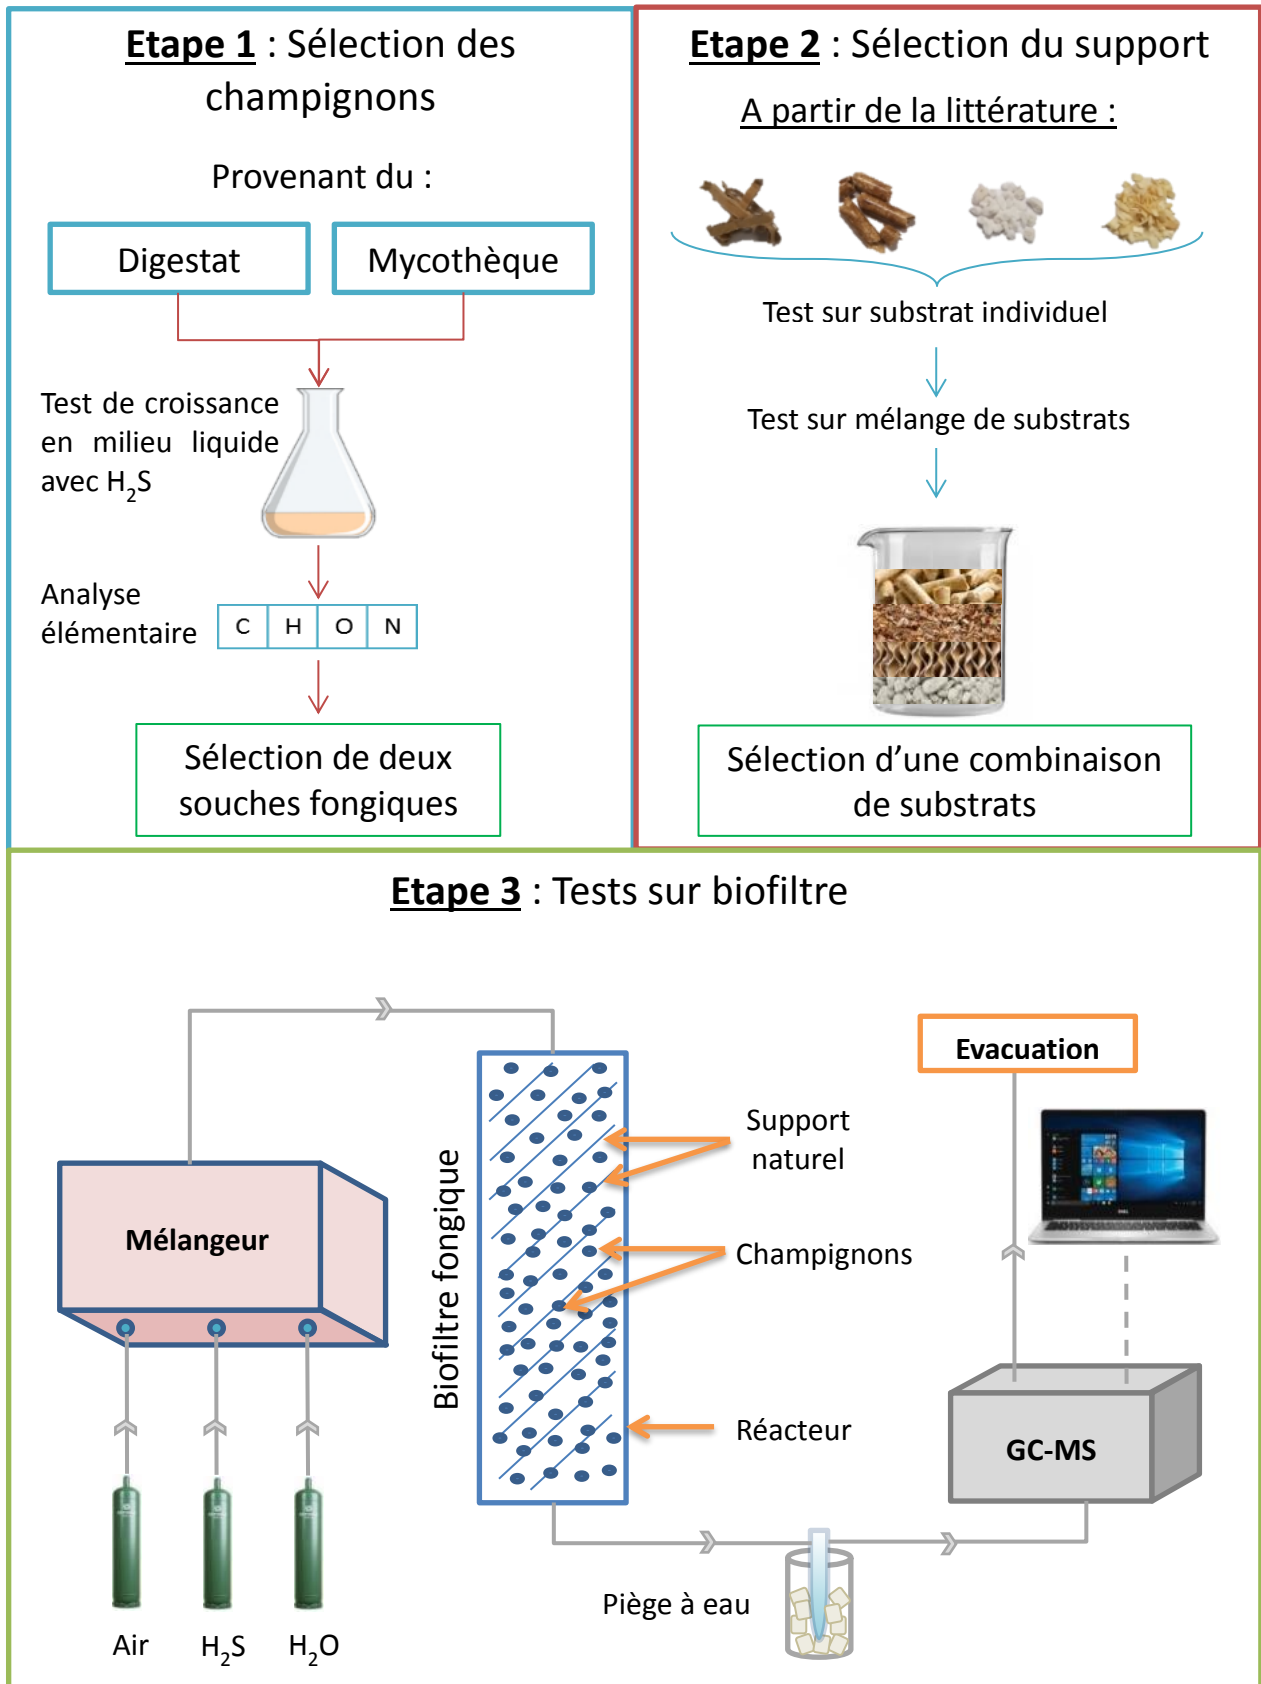 Etape 1 : Sélection des
champignons
Provenant du :
Digestat
Mycothèque
Test de croissance
en milieu liquide
avec H₂S
Analyse
élémentaire
C H O N
Sélection de deux
souches fongiques
Etape 2 : Sélection du support
A partir de la littérature :
Test sur substrat individuel
Test sur mélange de substrats
Sélection d’une combinaison
de substrats
Etape 3 : Tests sur biofiltre
Mélangeur
Air
H₂S
H₂O
Biofiltre fongique
Support
naturel
Champignons
Réacteur
Piège à eau
Evacuation
GC-MS